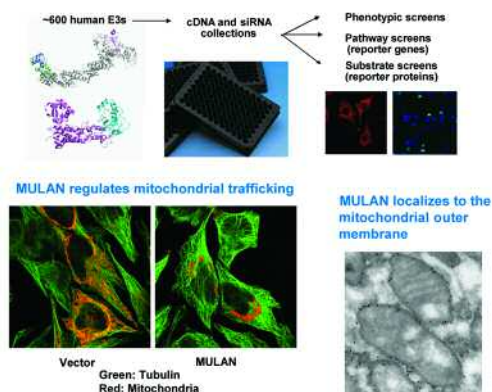 ~600 human E3s
cDNA and siRNA
collections
Phenotypic screens
Pathway screens
(reporter genes)
Substrate screens
(reporter proteins)
MULAN regulates mitochondrial trafficking
MULAN localizes to the
mitochondrial outer
membrane
Vector
MULAN
Green: Tubulin
Red: Mitochondria